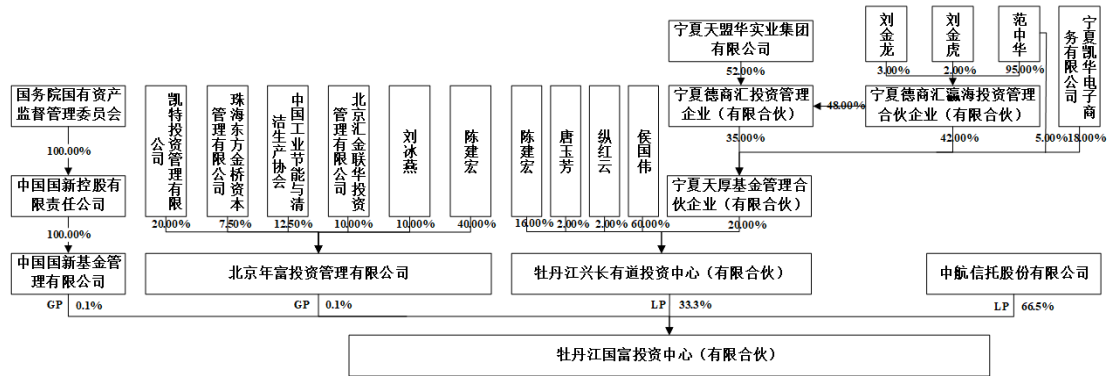 宁夏天盟华实业集团
有限公司
刘金龙
刘金虎
范中华
宁夏凯华电子商
务有限公司
3.00%
2.00%
95.00%
52.00%
国务院国有资产
监督管理委员会
凯特投资管理有限
公司
珠海东方金桥资本
管理有限公司
中国工业节能与清
洁生产协会
北京汇金联华投资
管理有限公司
刘冰燕
陈建宏
陈建宏
唐玉芳
纵红云
侯国伟
宁夏德商汇投资管理
企业（有限合伙）
48.00%
宁夏德商汇瀛海投资管理
合伙企业（有限合伙）
100.00%
35.00%
42.00%
5.00%
18.00%
中国国新控股有
限责任公司
宁夏天厚基金管理合
伙企业（有限合伙）
20.00%
7.50%
12.50%
10.00%
10.00%
40.00%
16.00%
2.00%
2.00%
60.00%
20.00%
100.00%
中国国新基金管
理有限公司
北京年富投资管理有限公司
牡丹江兴长有道投资中心（有限合伙）
中航信托股份有限公司
GP 0.1%
GP 0.1%
LP 33.3%
LP 66.5%
牡丹江国富投资中心（有限合伙）